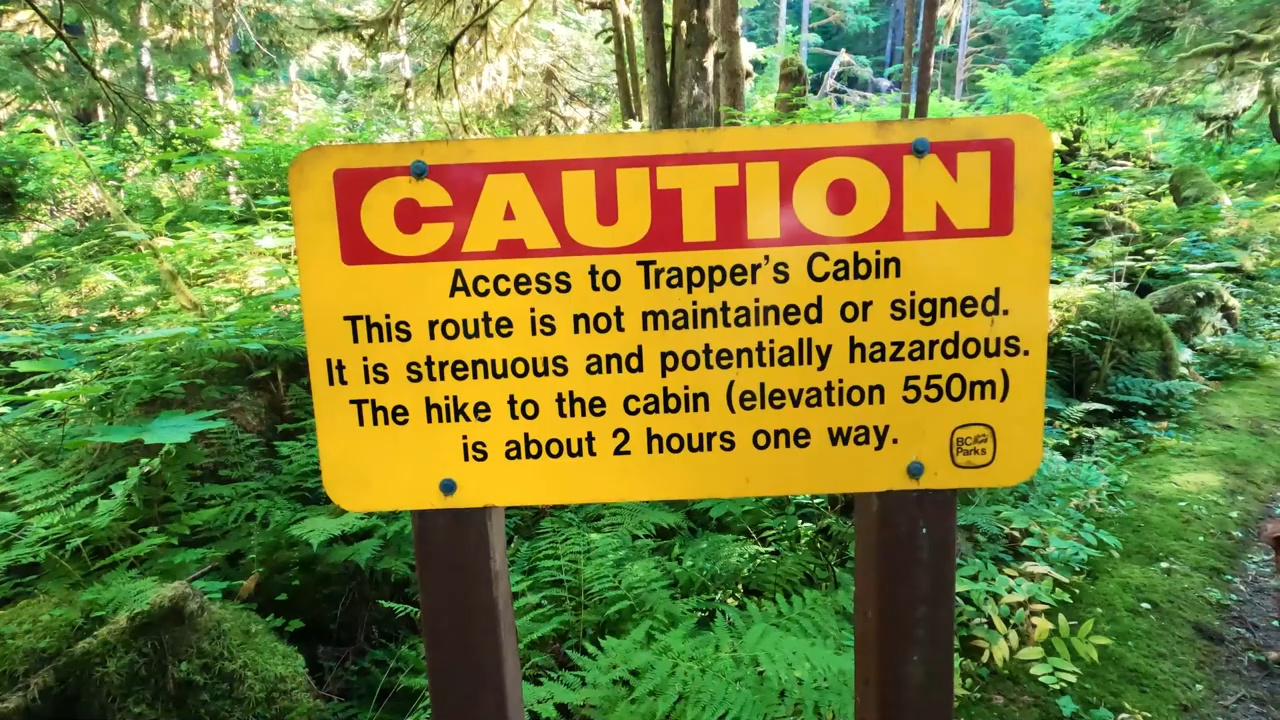 CAUTION
Access to Trapper's Cabin
This route is not maintained or signed.
It is strenuous and potentially hazardous.
The hike to the cabin (elevation 550m)
is about 2 hours one way.
BC
Parks